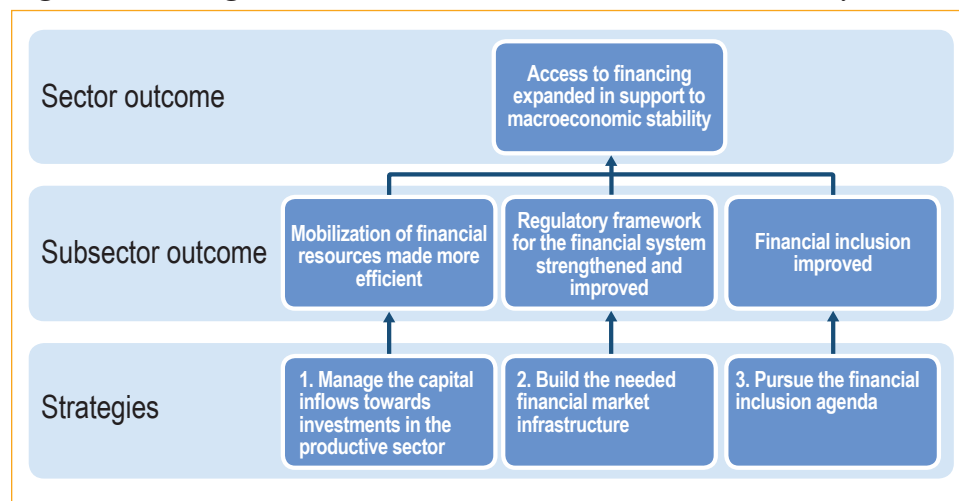 Sector outcome
Access to financing
expanded in support to
macroeconomic stability
Subsector outcome
Mobilization of financial
resources made more
efficient
Regulatory framework
for the financial system
strengthened and
improved
Financial inclusion
improved
Strategies
1. Manage the capital
inflows towards
investments in the
productive sector
2. Build the needed
financial market
infrastructure
3. Pursue the financial
inclusion agenda